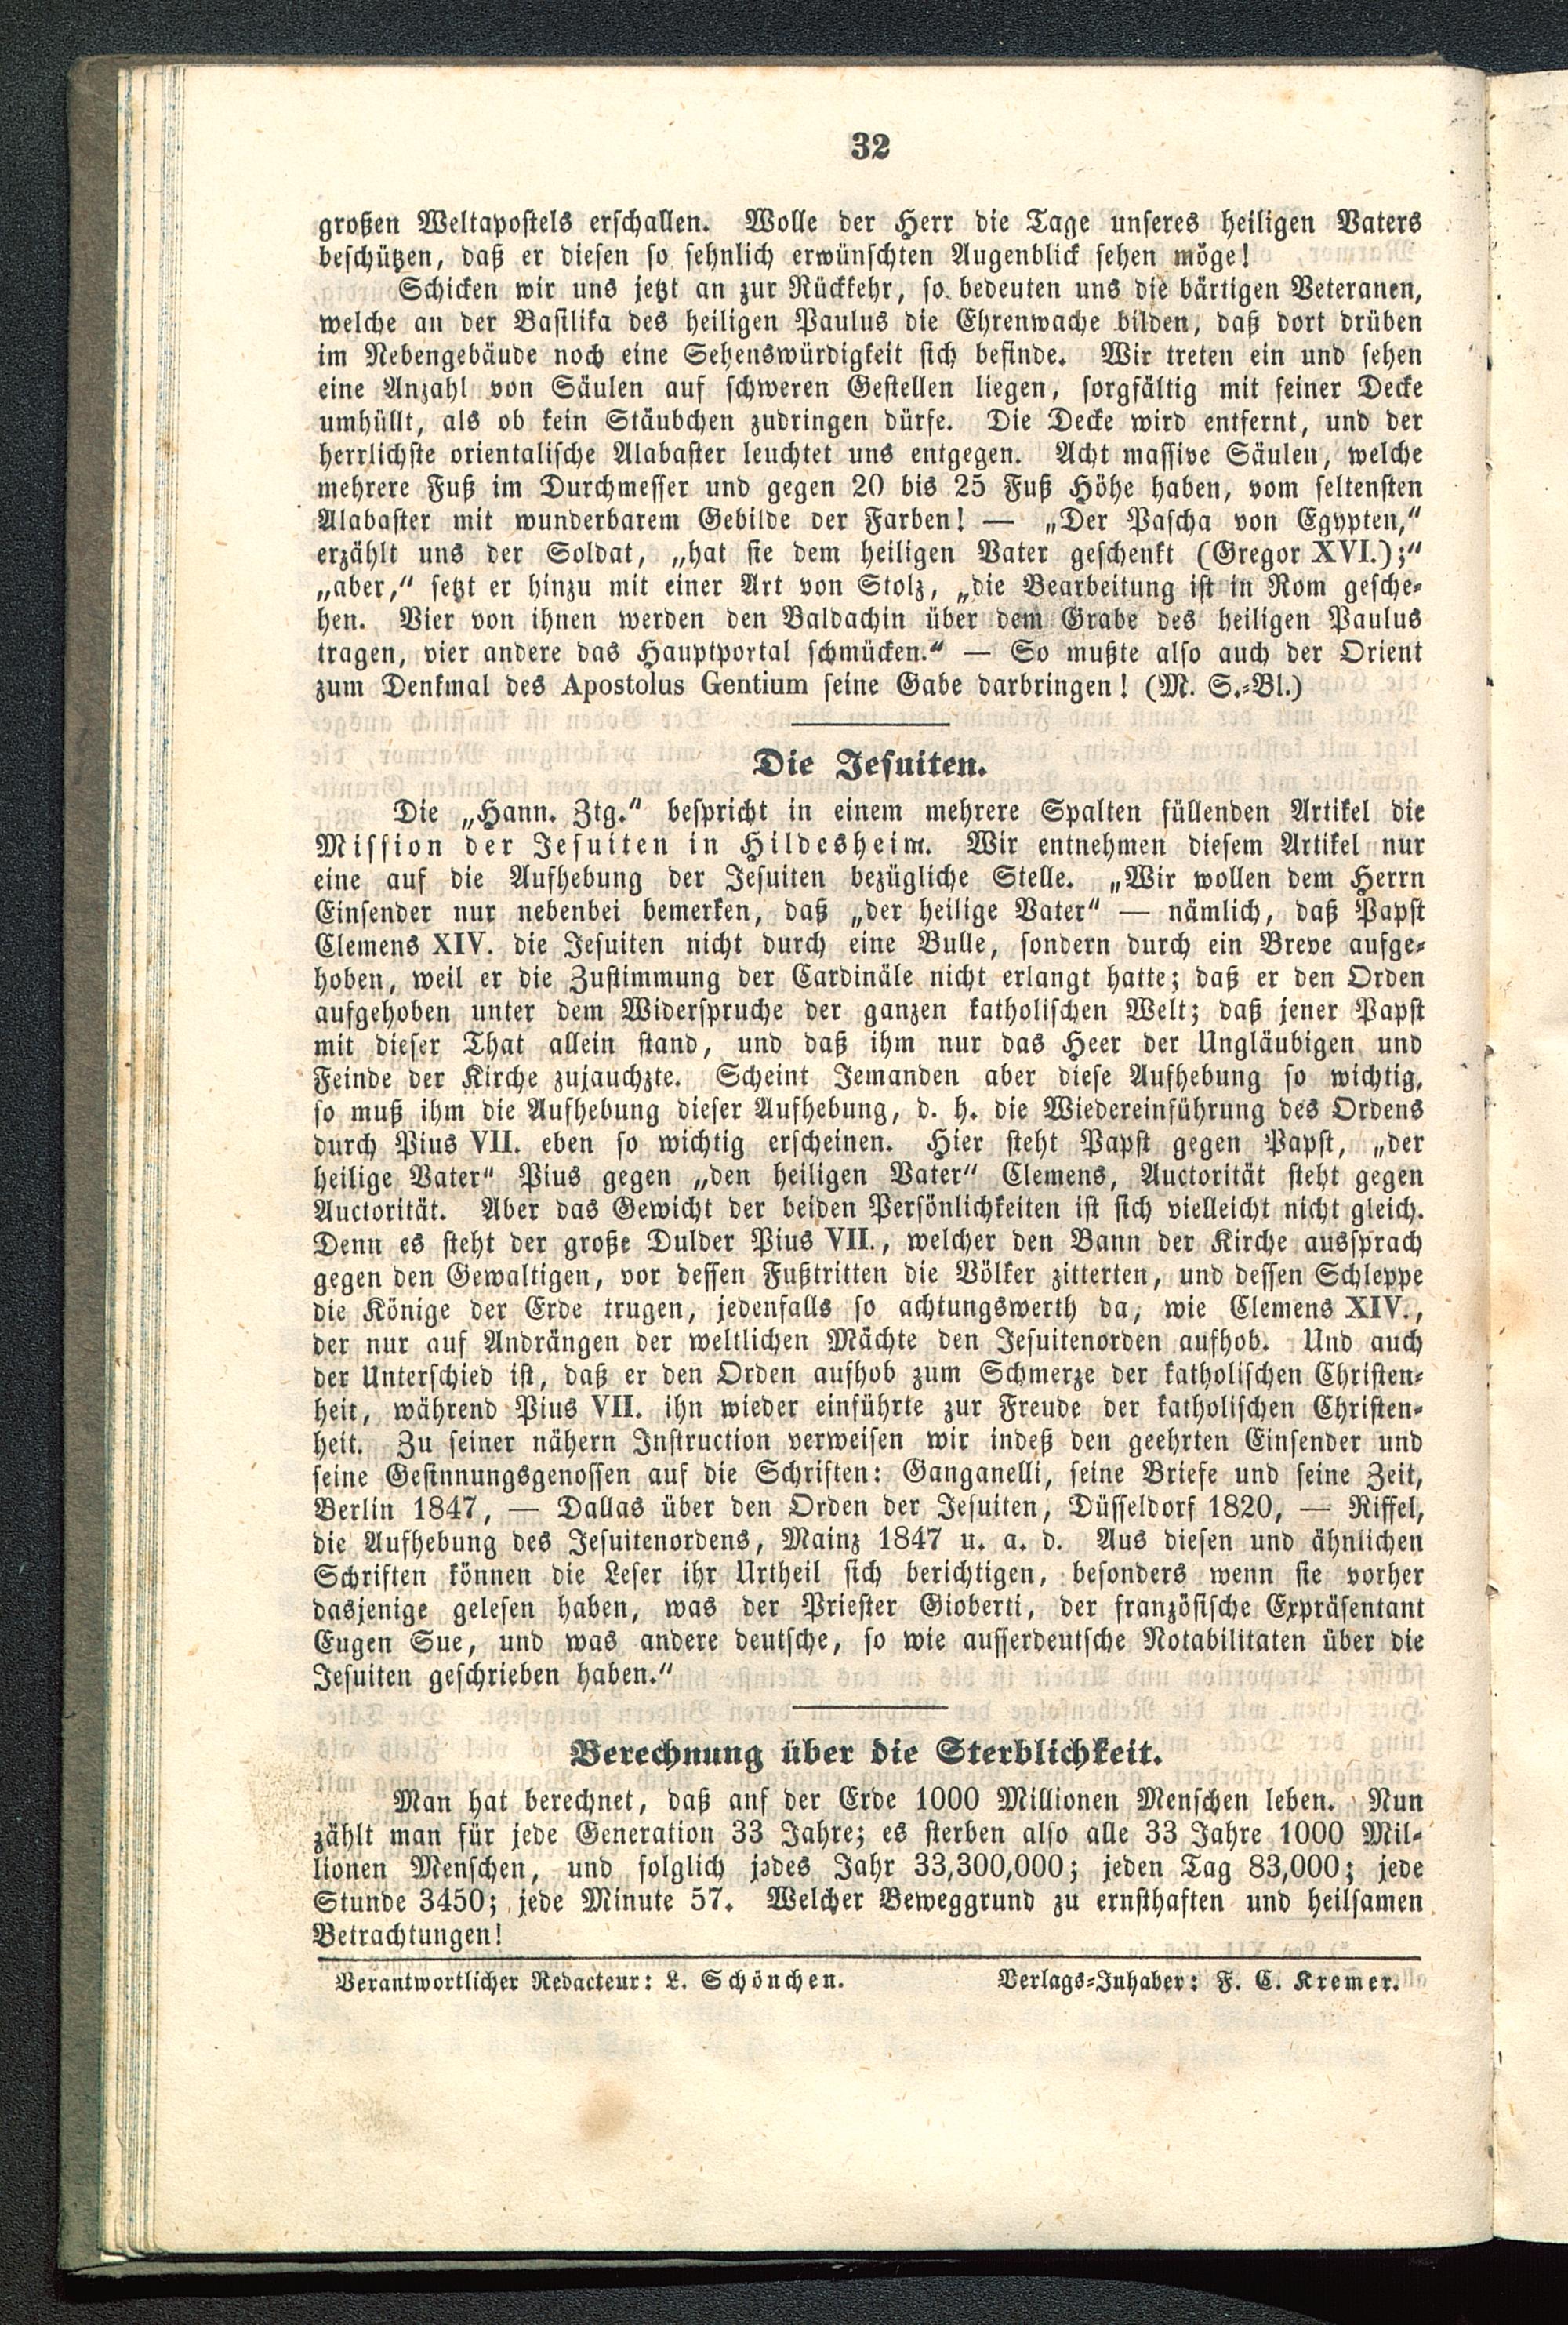 32
großen Weltapostels erschallen. Wolle der Herr die Tage unseres heiligen Vaters
beschützen, daß er diesen so sehnlich erwünschten Augenblick sehen möge!
Schicken wir uns jetzt an zur Rückkehr, so bedeuten uns die bärtigen Veteranen,
welche an der Basilika des heiligen Paulus die Ehrenwache bilden, daß dort drüben
im Nebengebäude noch eine Sehenswürdigkeit sich befinde. Wir treten ein und sehen
eine Anzahl von Säulen auf schweren Gestellen liegen, sorgfältig mit feiner Decke
umhüllt, als ob kein Stäubchen zudringen dürfe. Die Decke wird entfernt, und der
herrlichste orientalische Alabaster leuchtet uns entgegen. Acht massive Säulen, welche
mehrere Fuß im Durchmesser und gegen 20 bis 25 Fuß Höhe haben, vom seltensten
Alabaster mit wunderbarem Gebilde der Farben! — „Der Pascha von Egypten,“
erzählt uns der Soldat, „hat sie dem heiligen Vater geschenkt (Gregor XVI.);“
„aber,“ setzt er hinzu mit einer Art von Stolz, „die Bearbeitung ist in Rom gesche-
hen. Vier von ihnen werden den Baldachin über dem Grabe des heiligen Paulus
tragen, vier andere das Hauptportal schmücken.“ — So mußte also auch der Orient
zum Denkmal des Apostolus Gentium seine Gabe darbringen! (M. S.-Bl.)
Die Jesuiten.
Die „Hann. Ztg.“ bespricht in einem mehrere Spalten füllenden Artikel die
Mission der Jesuiten in Hildesheim. Wir entnehmen diesem Artikel nur
eine auf die Aufhebung der Jesuiten bezügliche Stelle. „Wir wollen dem Herrn
Einsender nur nebenbei bemerken, daß „der heilige Vater“ — nämlich, daß Papst
Clemens XIV. die Jesuiten nicht durch eine Bulle, sondern durch ein Breve aufge-
hoben, weil er die Zustimmung der Cardinäle nicht erlangt hatte; daß er den Orden
aufgehoben unter dem Widerspruche der ganzen katholischen Welt; daß jener Papst
mit dieser That allein stand, und daß ihm nur das Heer der Ungläubigen und
Feinde der Kirche zujauchzte. Scheint Jemanden aber diese Aufhebung so wichtig,
so muß ihm die Aufhebung dieser Aufhebung, d. h. die Wiedereinführung des Ordens
durch Pius VII. eben so wichtig erscheinen. Hier steht Papst gegen Papst, „der
heilige Vater“ Pius gegen „den heiligen Vater“ Clemens, Auctorität steht gegen
Auctorität. Aber das Gewicht der beiden Persönlichkeiten ist sich vielleicht nicht gleich.
Denn es steht der große Dulder Pius VII., welcher den Bann der Kirche aussprach
gegen den Gewaltigen, vor dessen Fußtritten die Völker zitterten, und dessen Schleppe
die Könige der Erde trugen, jedenfalls so achtungswerth da, wie Clemens XIV.,
der nur auf Andrängen der weltlichen Mächte den Jesuitenorden aufhob. Und auch
der Unterschied ist, daß er den Orden aufhob zum Schmerze der katholischen Christen-
heit, während Pius VII. ihn wieder einführte zur Freude der katholischen Christen-
heit. Zu seiner nähern Instruction verweisen wir indeß den geehrten Einsender und
seine Gesinnungsgenossen auf die Schriften: Ganganelli, seine Briefe und seine Zeit,
Berlin 1847, — Dallas über den Orden der Jesuiten, Düsseldorf 1820, — Riffel,
die Aufhebung des Jesuitenordens, Mainz 1847 u. a. d. Aus diesen und ähnlichen
Schriften können die Leser ihr Urtheil sich berichtigen, besonders wenn sie vorher
dasjenige gelesen haben, was der Priester Gioberti, der französische Expräsentant
Eugen Sue, und was andere deutsche, so wie ausserdeutsche Notabilitaten über die
Jesuiten geschrieben haben.“
Berechnung über die Sterblichkeit.
Man hat berechnet, daß auf der Erde 1000 Millionen Menschen leben. Nun
zählt man für jede Generation 33 Jahre; es sterben also alle 33 Jahre 1000 Mil-
lionen Menschen, und folglich jedes Jahr 33,300,000; jeden Tag 83,000; jede
Stunde 3450; jede Minute 57. Welcher Beweggrund zu ernsthaften und heilsamen
Betrachtungen!
Verantwortlicher Redacteur: L. Schönchen. Verlags-Inhaber: F. C. Kremer.